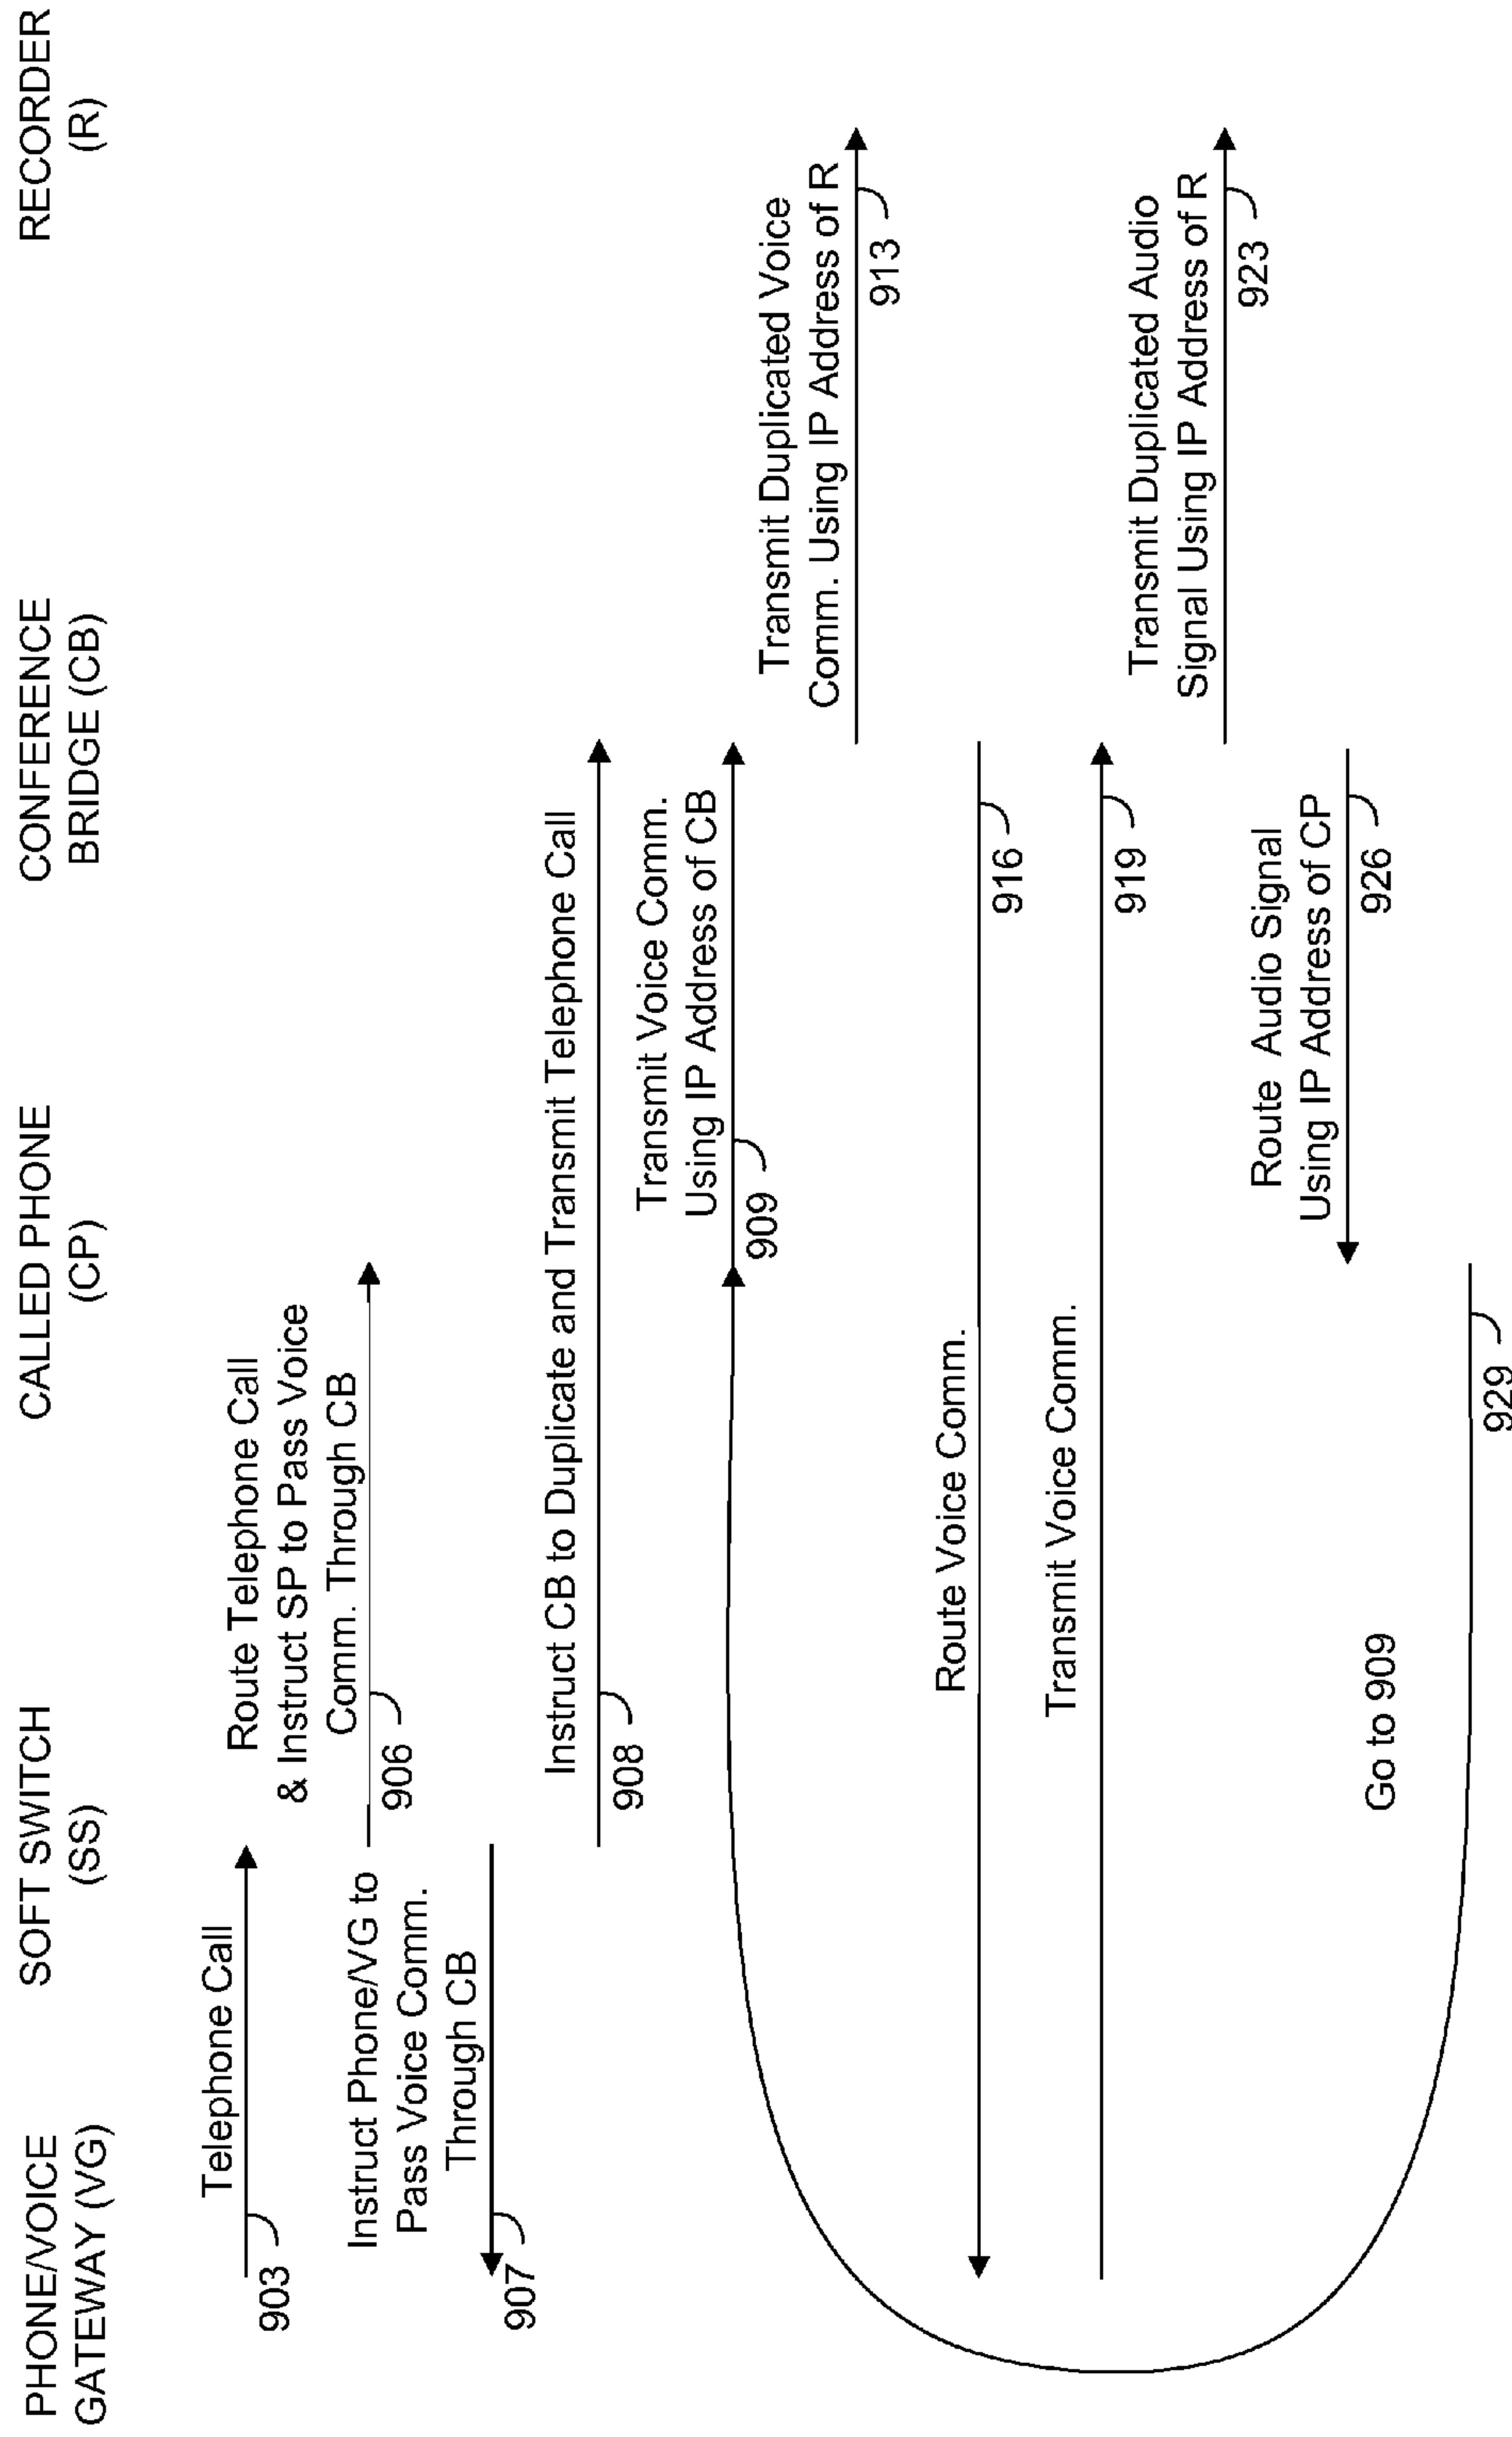 PHONE/VOICE
GATEWAY (VG)
SOFT SWITCH
(SS)
CALLED PHONE
(CP)
CONFERENCE
BRIDGE (CB)
RECORDER
(R)
Telephone Call
903
Route Telephone Call
& Instruct SP to Pass Voice
Comm. Through CB
906
Instruct Phone/VG to
Pass Voice Comm.
Through CB
907
Instruct CB to Duplicate and Transmit Telephone Call
908
Transmit Voice Comm.
Using IP Address of CB
909
Transmit Duplicated Voice
Comm. Using IP Address of R
913
Route Voice Comm.
916
Transmit Voice Comm.
919
Transmit Duplicated Audio
Signal Using IP Address of R
923
Route Audio Signal
Using IP Address of CP
926
Go to 909
929